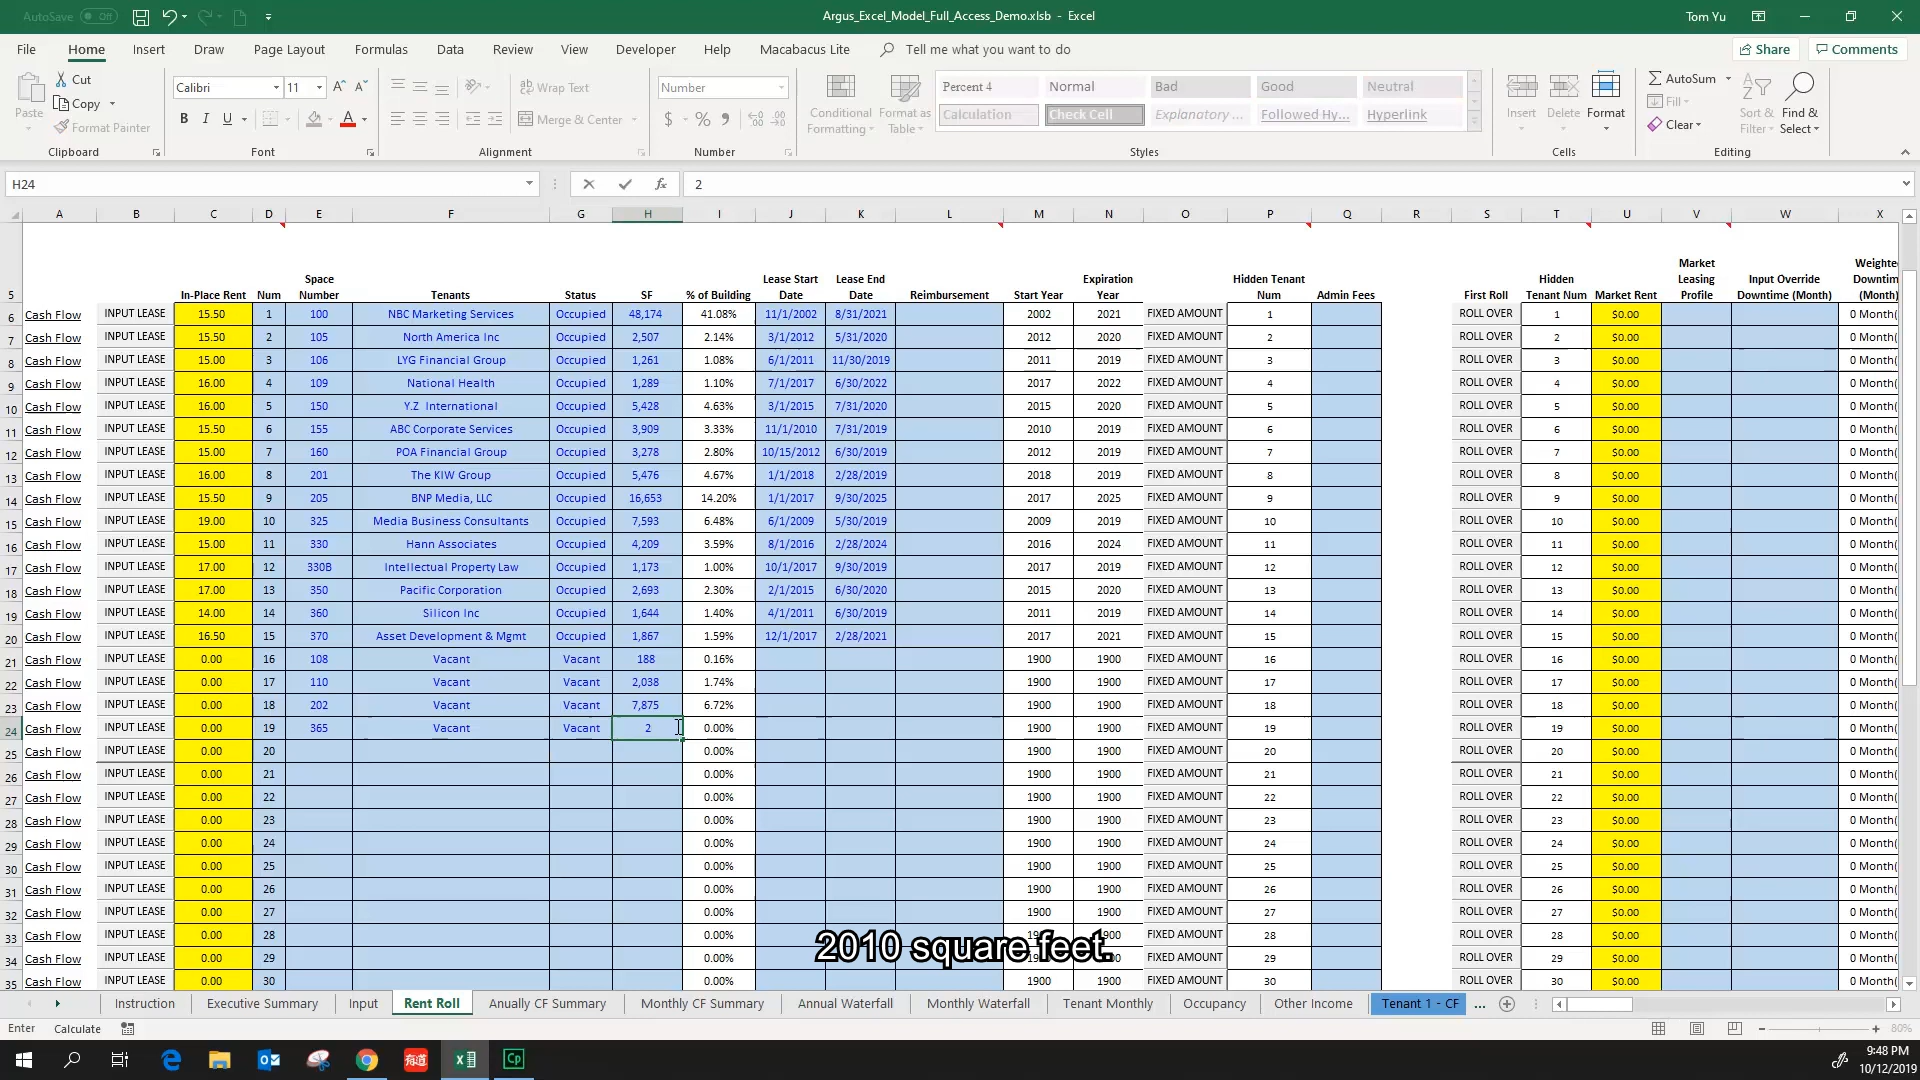 AutoSave Off Argus_Excel_Model_Full_Access_Demo.xlsb - Excel Tom Yu
File Home Insert Draw Page Layout Formulas Data Review View Developer Help Macabacus Lite Tell me what you want to do Share Comments
Paste Cut Copy Format Painter Clipboard
Calibri 11 B I U A Font
Wrap Text Merge & Center Alignment
Number $ % Number
Conditional Formatting Format as Table
Percent 4 Normal Bad Good Neutral
Calculation Check Cell Explanatory ... Followed Hy... Hyperlink
Styles
Insert Delete Format Cells
AutoSum Fill Clear Sort & Filter Find & Select Editing
H24 fx 2
A B C D E F G H I J K L M N O P Q R S T U V W X
5 In-Place Rent Num Space Number Tenants Status SF % of Building Lease Start Date Lease End Date Reimbursement Start Year Expiration Year Hidden Tenant Num Admin Fees First Roll Hidden Tenant Num Market Rent Market Leasing Profile Input Override Downtime (Month) Weighte Downtim (Month)
6 Cash Flow INPUT LEASE 15.50 1 100 NBC Marketing Services Occupied 48,174 41.08% 11/1/2002 8/31/2021 2002 2021 FIXED AMOUNT 1 ROLL OVER 1 $0.00 0 Month(
7 Cash Flow INPUT LEASE 15.50 2 105 North America Inc Occupied 2,507 2.14% 3/1/2012 5/31/2020 2012 2020 FIXED AMOUNT 2 ROLL OVER 2 $0.00 0 Month(
8 Cash Flow INPUT LEASE 15.00 3 106 LYG Financial Group Occupied 1,261 1.08% 6/1/2011 11/30/2019 2011 2019 FIXED AMOUNT 3 ROLL OVER 3 $0.00 0 Month(
9 Cash Flow INPUT LEASE 16.00 4 109 National Health Occupied 1,289 1.10% 7/1/2017 6/30/2022 2017 2022 FIXED AMOUNT 4 ROLL OVER 4 $0.00 0 Month(
10 Cash Flow INPUT LEASE 16.00 5 150 Y.Z International Occupied 5,428 4.63% 3/1/2015 7/31/2020 2015 2020 FIXED AMOUNT 5 ROLL OVER 5 $0.00 0 Month(
11 Cash Flow INPUT LEASE 15.50 6 155 ABC Corporate Services Occupied 3,909 3.33% 11/1/2010 7/31/2019 2010 2019 FIXED AMOUNT 6 ROLL OVER 6 $0.00 0 Month(
12 Cash Flow INPUT LEASE 15.00 7 160 POA Financial Group Occupied 3,278 2.80% 10/15/2012 6/30/2019 2012 2019 FIXED AMOUNT 7 ROLL OVER 7 $0.00 0 Month(
13 Cash Flow INPUT LEASE 16.00 8 201 The KIW Group Occupied 5,476 4.67% 1/1/2018 2/28/2019 2018 2019 FIXED AMOUNT 8 ROLL OVER 8 $0.00 0 Month(
14 Cash Flow INPUT LEASE 15.50 9 205 BNP Media, LLC Occupied 16,653 14.20% 1/1/2017 9/30/2025 2017 2025 FIXED AMOUNT 9 ROLL OVER 9 $0.00 0 Month(
15 Cash Flow INPUT LEASE 19.00 10 325 Media Business Consultants Occupied 7,593 6.48% 6/1/2009 5/30/2019 2009 2019 FIXED AMOUNT 10 ROLL OVER 10 $0.00 0 Month(
16 Cash Flow INPUT LEASE 15.00 11 330 Hann Associates Occupied 4,209 3.59% 8/1/2016 2/28/2024 2016 2024 FIXED AMOUNT 11 ROLL OVER 11 $0.00 0 Month(
17 Cash Flow INPUT LEASE 17.00 12 330B Intellectual Property Law Occupied 1,173 1.00% 10/1/2017 9/30/2019 2017 2019 FIXED AMOUNT 12 ROLL OVER 12 $0.00 0 Month(
18 Cash Flow INPUT LEASE 17.00 13 350 Pacific Corporation Occupied 2,693 2.30% 2/1/2015 6/30/2020 2015 2020 FIXED AMOUNT 13 ROLL OVER 13 $0.00 0 Month(
19 Cash Flow INPUT LEASE 14.00 14 360 Silicon Inc Occupied 1,644 1.40% 4/1/2011 6/30/2019 2011 2019 FIXED AMOUNT 14 ROLL OVER 14 $0.00 0 Month(
20 Cash Flow INPUT LEASE 16.50 15 370 Asset Development & Mgmt Occupied 1,867 1.59% 12/1/2017 2/28/2021 2017 2021 FIXED AMOUNT 15 ROLL OVER 15 $0.00 0 Month(
21 Cash Flow INPUT LEASE 0.00 16 108 Vacant Vacant 188 0.16% 1900 1900 FIXED AMOUNT 16 ROLL OVER 16 $0.00 0 Month(
22 Cash Flow INPUT LEASE 0.00 17 110 Vacant Vacant 2,038 1.74% 1900 1900 FIXED AMOUNT 17 ROLL OVER 17 $0.00 0 Month(
23 Cash Flow INPUT LEASE 0.00 18 202 Vacant Vacant 7,875 6.72% 1900 1900 FIXED AMOUNT 18 ROLL OVER 18 $0.00 0 Month(
24 Cash Flow INPUT LEASE 0.00 19 365 Vacant Vacant 2 0.00% 1900 1900 FIXED AMOUNT 19 ROLL OVER 19 $0.00 0 Month(
25 Cash Flow INPUT LEASE 0.00 20 0.00% 1900 1900 FIXED AMOUNT 20 ROLL OVER 20 $0.00 0 Month(
26 Cash Flow INPUT LEASE 0.00 21 0.00% 1900 1900 FIXED AMOUNT 21 ROLL OVER 21 $0.00 0 Month(
27 Cash Flow INPUT LEASE 0.00 22 0.00% 1900 1900 FIXED AMOUNT 22 ROLL OVER 22 $0.00 0 Month(
28 Cash Flow INPUT LEASE 0.00 23 0.00% 1900 1900 FIXED AMOUNT 23 ROLL OVER 23 $0.00 0 Month(
29 Cash Flow INPUT LEASE 0.00 24 0.00% 1900 1900 FIXED AMOUNT 24 ROLL OVER 24 $0.00 0 Month(
30 Cash Flow INPUT LEASE 0.00 25 0.00% 1900 1900 FIXED AMOUNT 25 ROLL OVER 25 $0.00 0 Month(
31 Cash Flow INPUT LEASE 0.00 26 0.00% 1900 1900 FIXED AMOUNT 26 ROLL OVER 26 $0.00 0 Month(
32 Cash Flow INPUT LEASE 0.00 27 0.00% 1900 1900 FIXED AMOUNT 27 ROLL OVER 27 $0.00 0 Month(
33 Cash Flow INPUT LEASE 0.00 28 0.00% 1900 FIXED AMOUNT 28 ROLL OVER 28 $0.00 0 Month(
2010 square feet.
34 Cash Flow INPUT LEASE 0.00 29 0.00% 1900 FIXED AMOUNT 29 ROLL OVER 29 $0.00 0 Month(
35 Cash Flow INPUT LEASE 0.00 30 0.00% 1900 1900 FIXED AMOUNT 30 ROLL OVER 30 $0.00 0 Month(
Instruction Executive Summary Input Rent Roll Anually CF Summary Monthly CF Summary Annual Waterfall Monthly Waterfall Tenant Monthly Occupancy Other Income Tenant 1 - CF ...
Enter Calculate 80%
有道 Cp 9:48 PM
10/12/2019